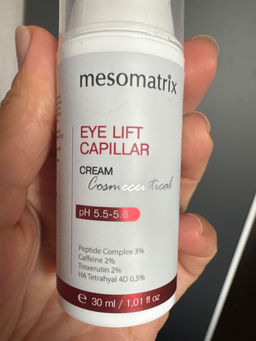 mesomatrix
EYE LIFT
CAPILLAR
CREAM
Cosmeceutical
pH 5.5-5.8
Peptide Complex 3%
Caffeine 2%
Troxerutin 2%
HA Tetrahyal 4D 0,5%
e 30 ml / 1.01 fl oz